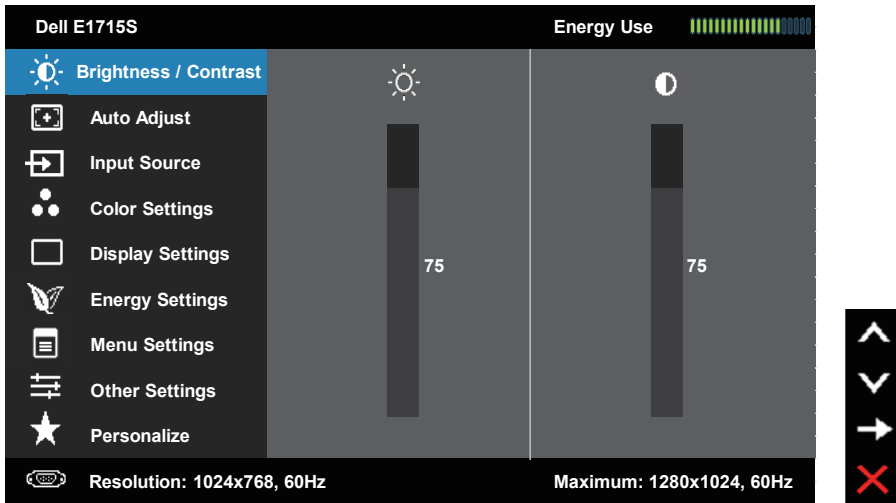 Dell E1715S
Energy Use
Brightness / Contrast
Auto Adjust
Input Source
Color Settings
Display Settings
75
75
Energy Settings
Menu Settings
Other Settings
Personalize
Resolution: 1024x768, 60Hz
Maximum: 1280x1024, 60Hz